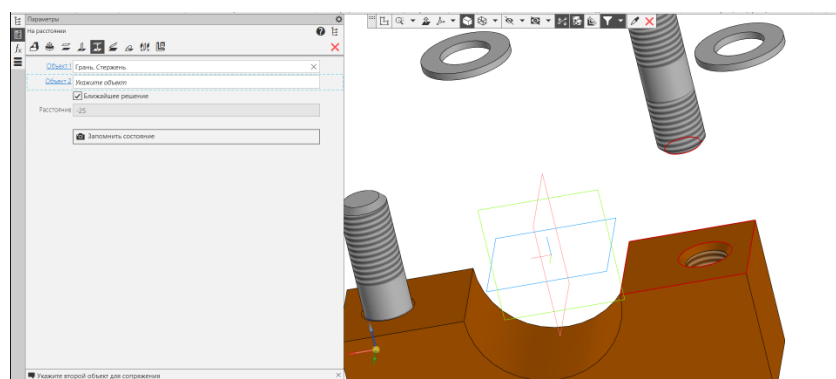 Параметры
На расстоянии
Объект 1 Грань. Стержень
Объект 2 Укажите объект
Ближайшее решение
Расстояние -25
Запомнить состояние
Укажите второй объект для сопряжения